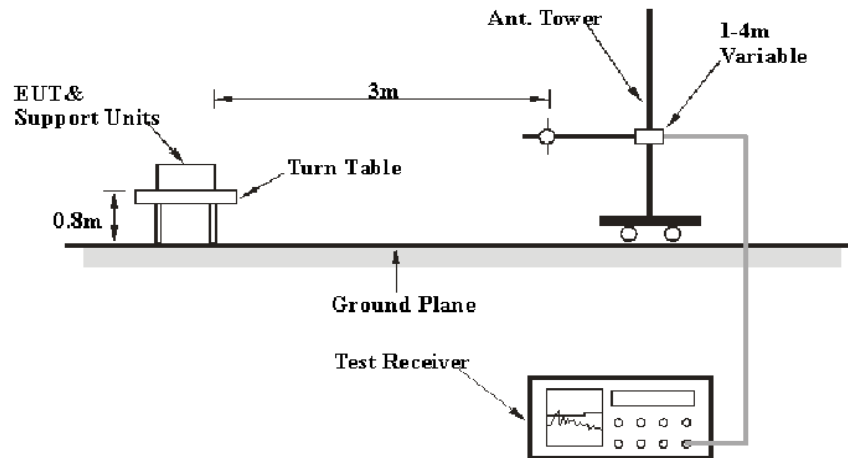 Ant. Tower
1-4m
Variable
3m
EUT&
Support Units
Turn Table
0.8m
Ground Plane
Test Receiver